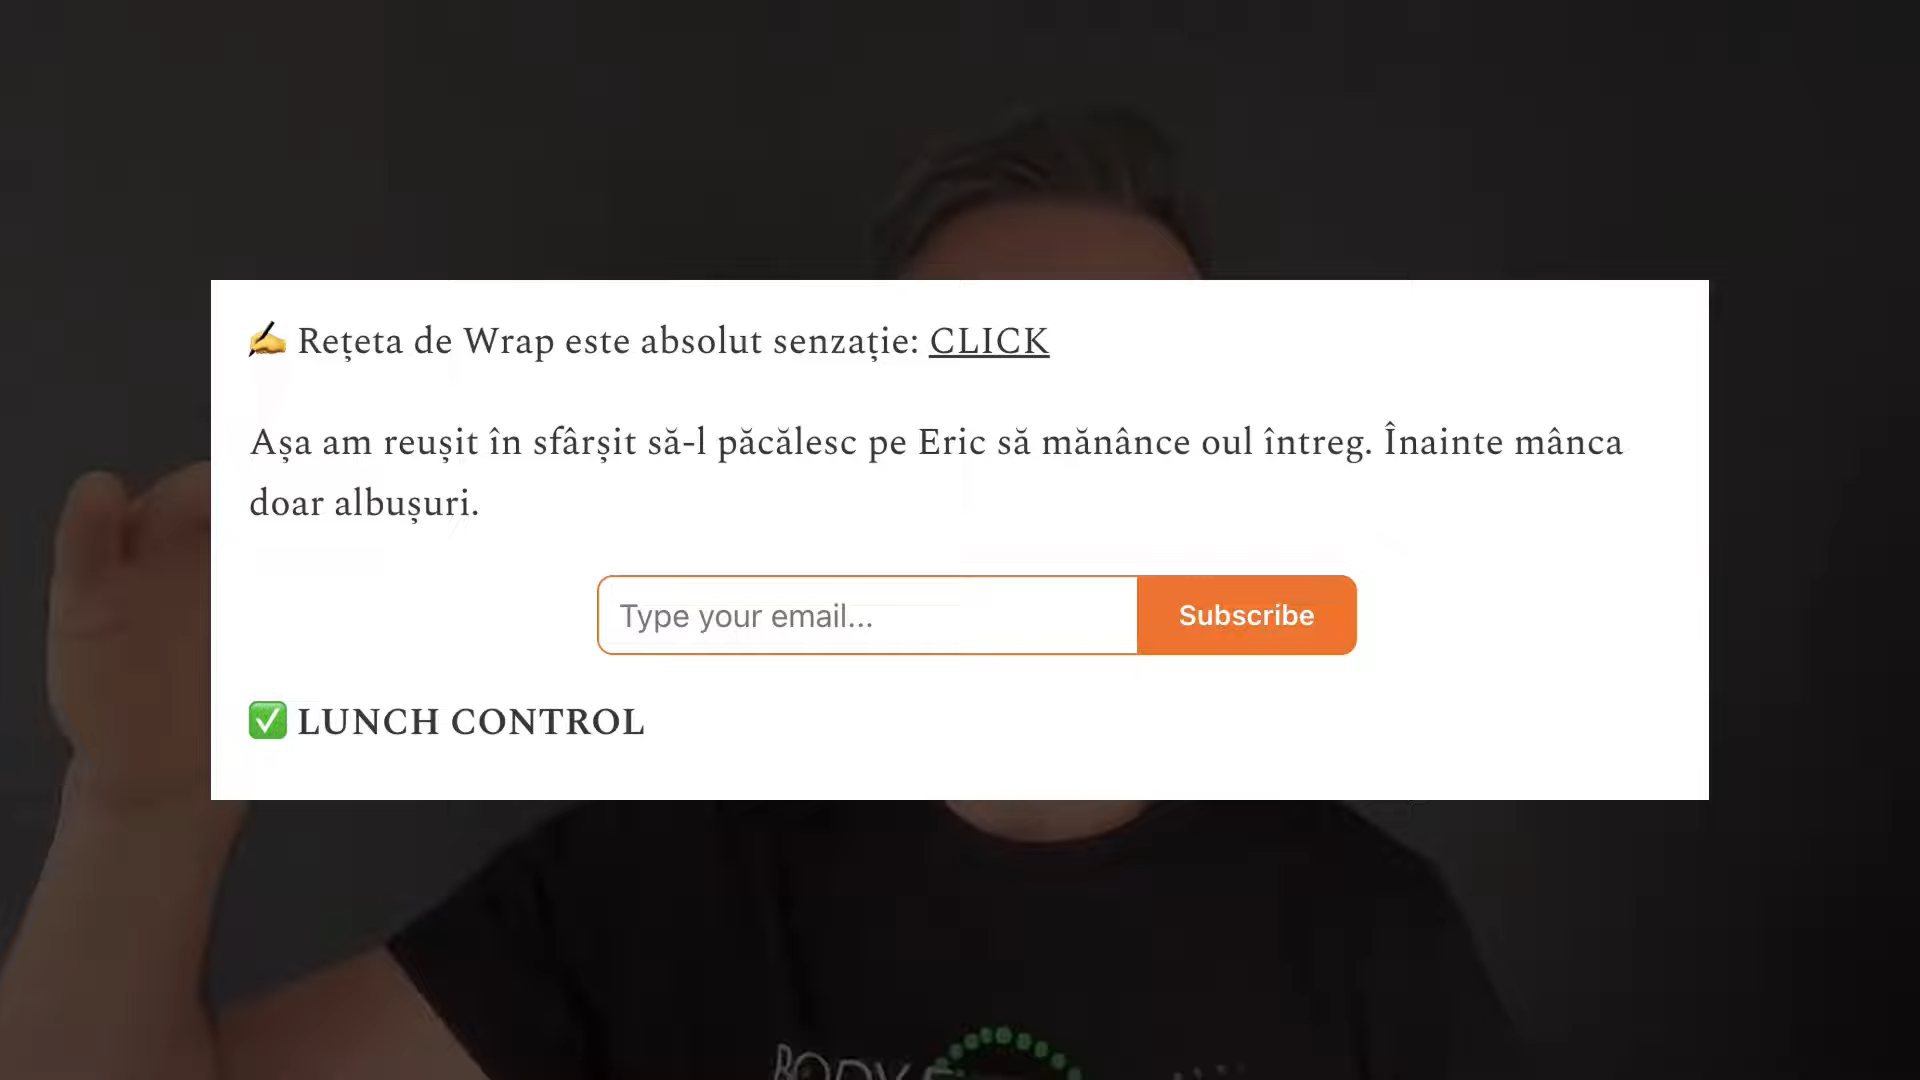 ✍️ Rețeta de Wrap este absolut senzație: CLICK
Așa am reușit în sfârșit să-l păcălesc pe Eric să mănânce oul întreg. Înainte mânca
doar albușuri.
Type your email...
Subscribe
✅ LUNCH CONTROL
BODY